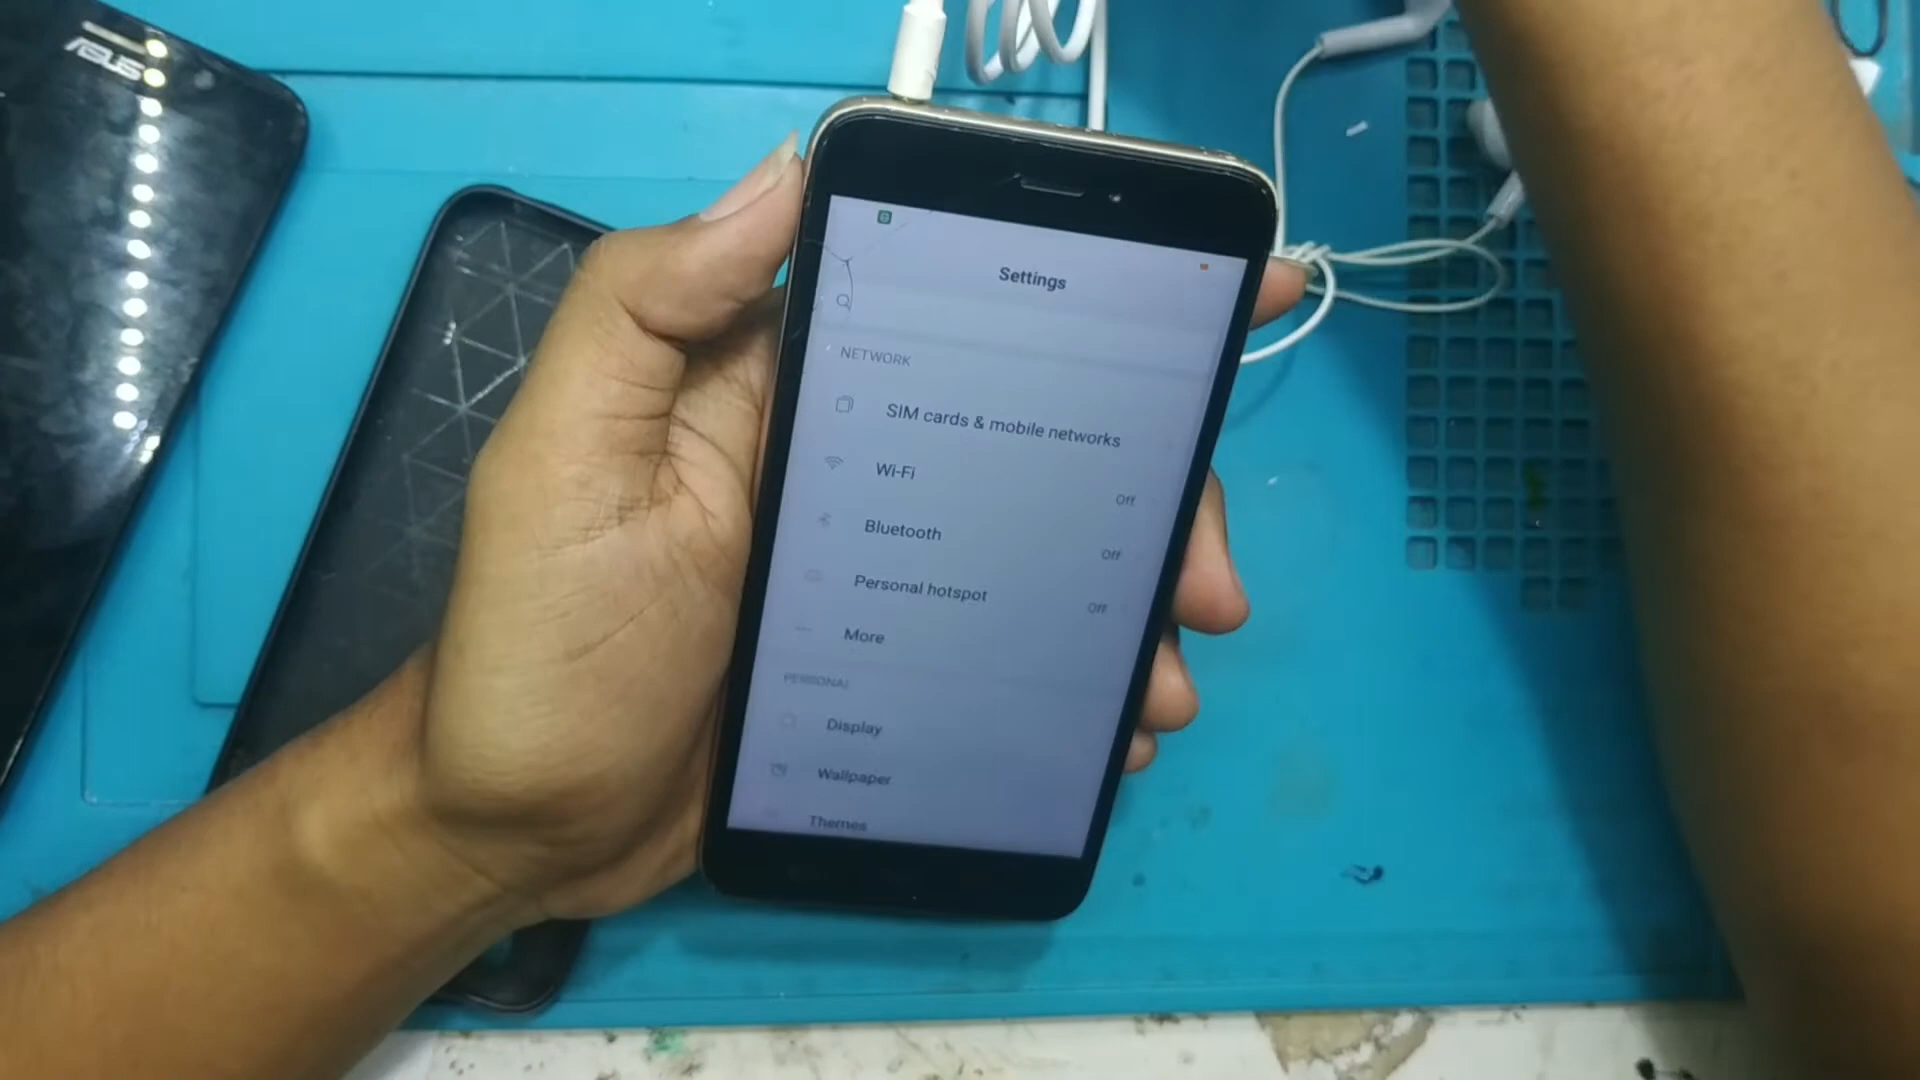 ASUS
Settings
NETWORK
SIM cards & mobile networks
Wi-Fi
Off
Bluetooth
Off
Personal hotspot
Off
More
PERSONAL
Display
Wallpaper
Themes